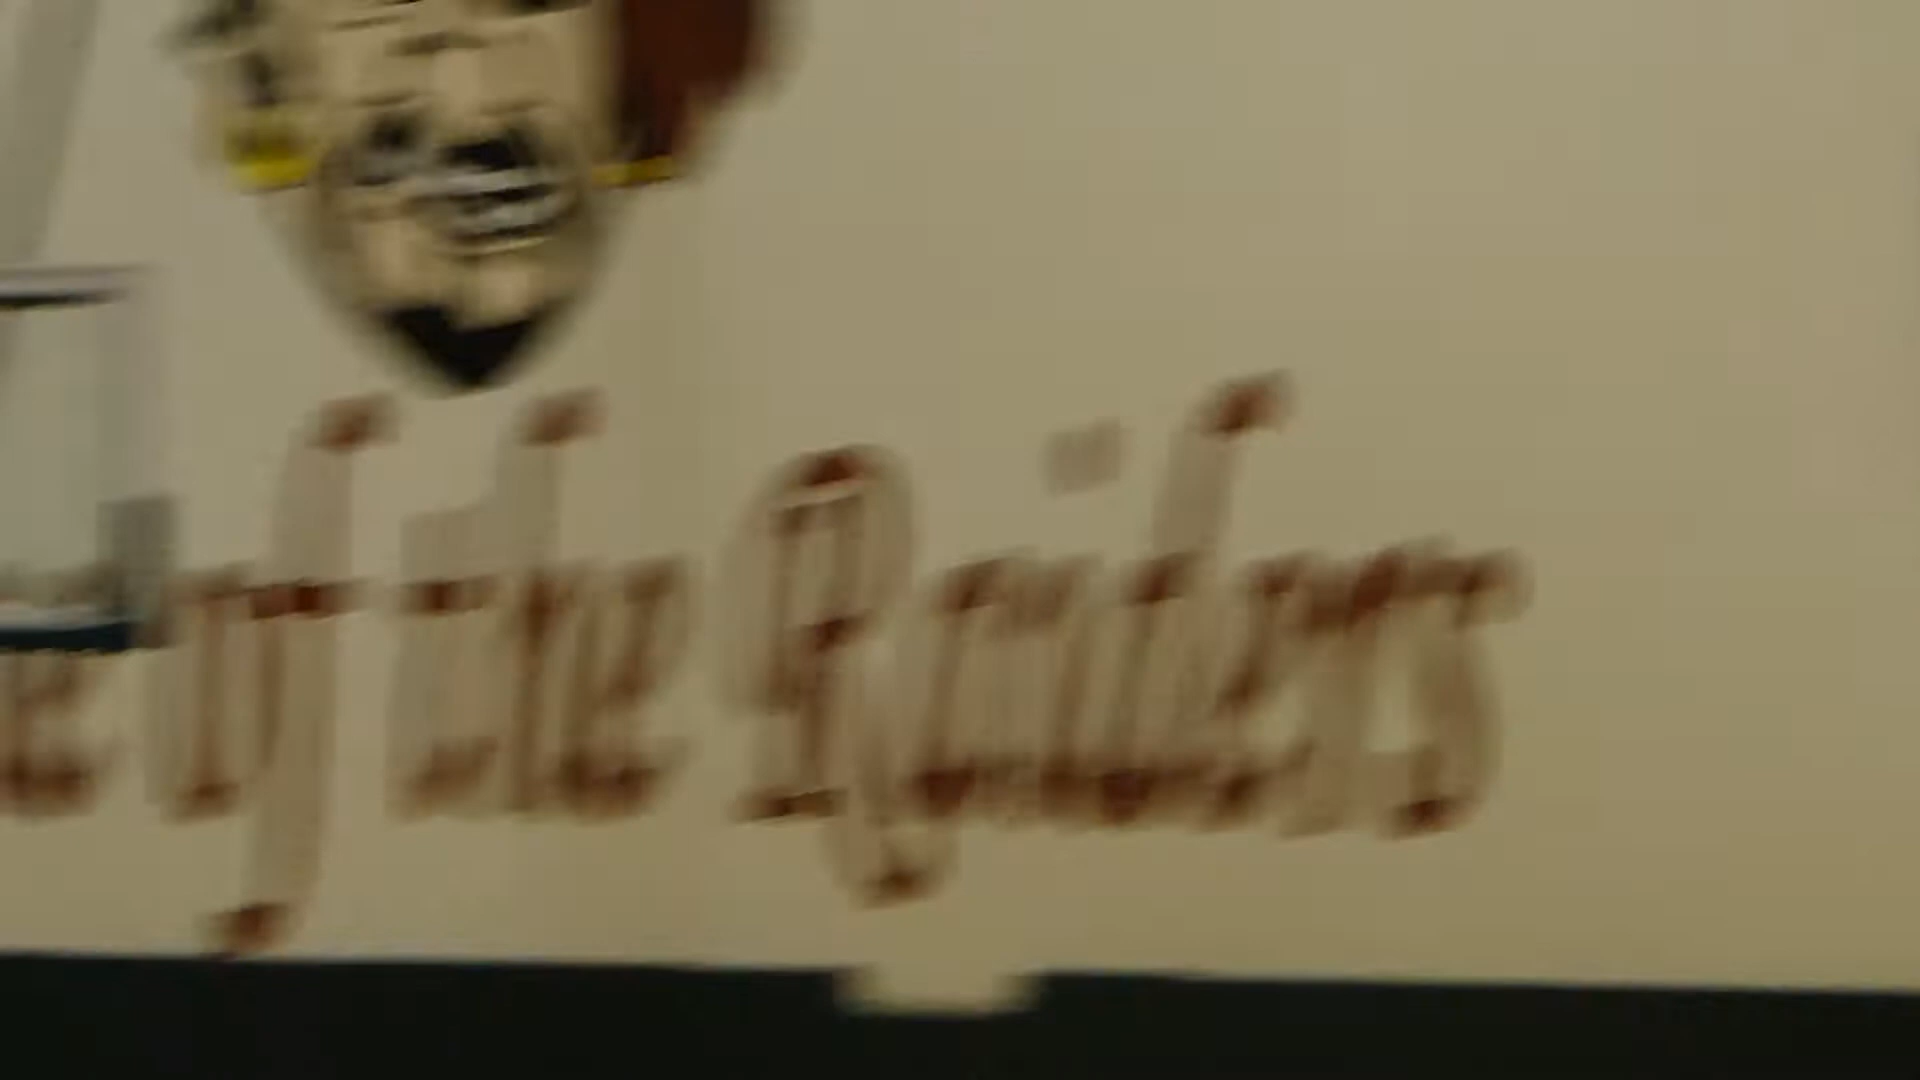 of the Raiders